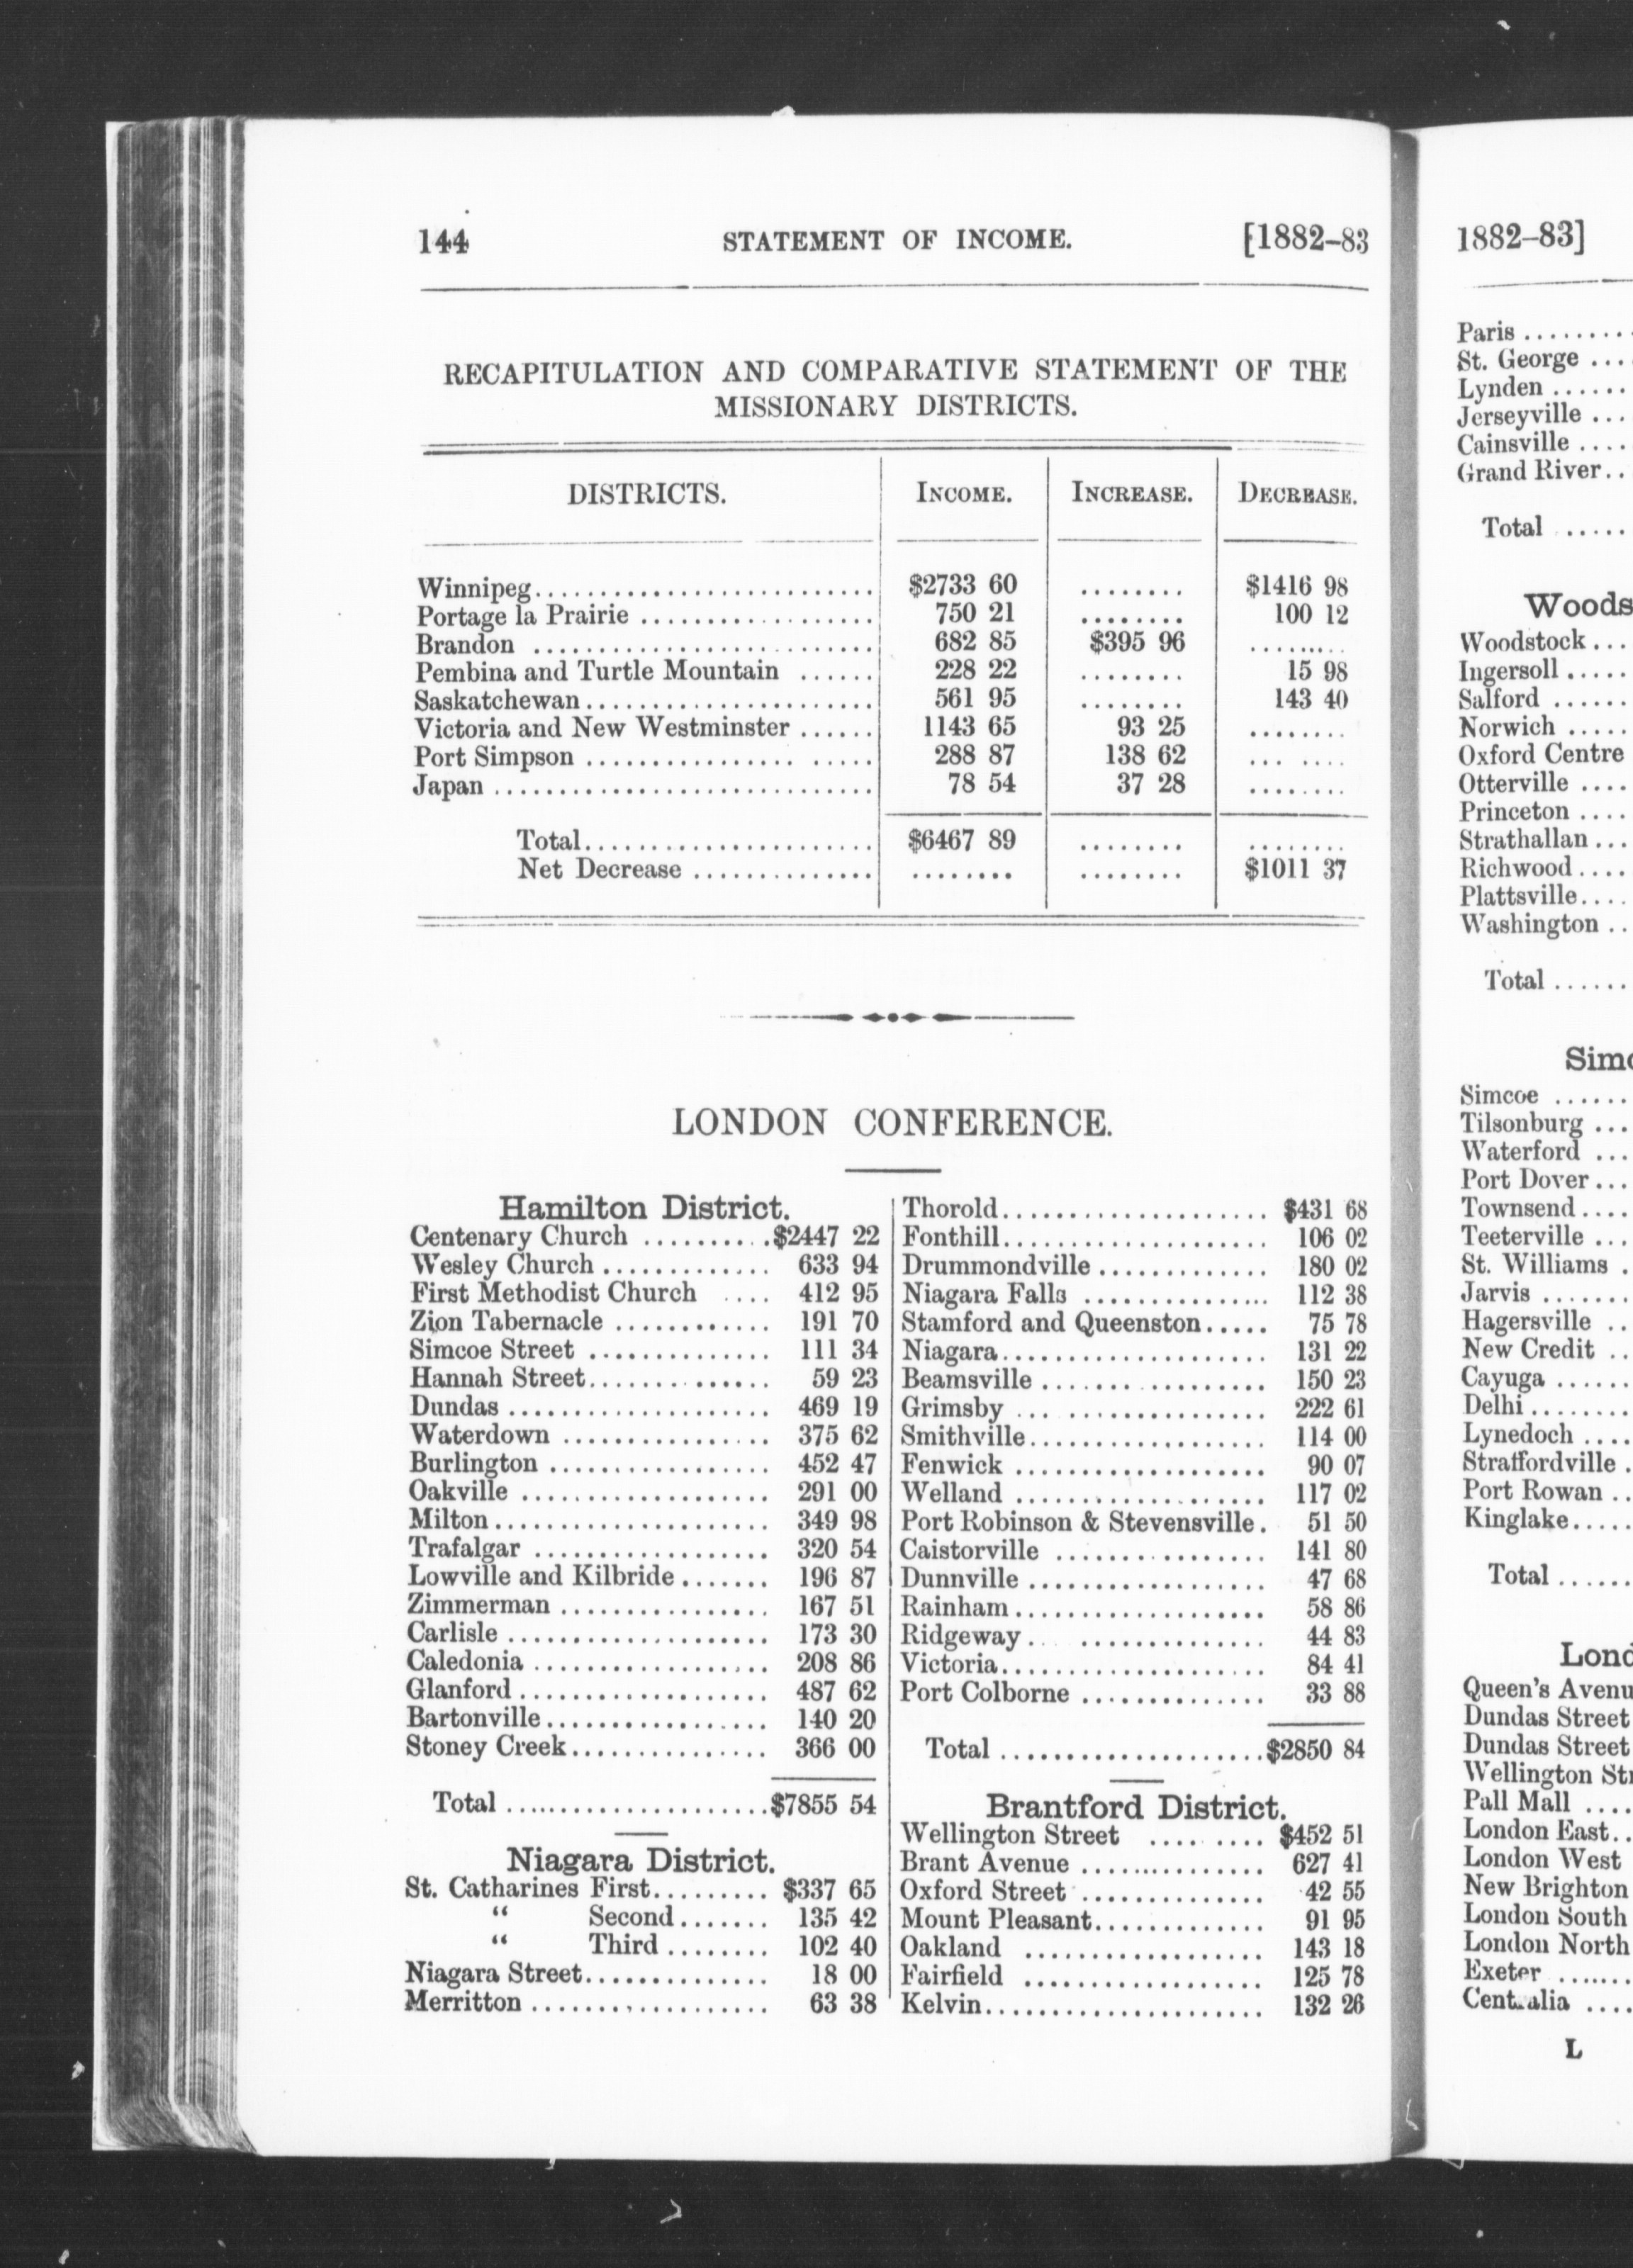 144 STATEMENT OF INCOME. [1882-83
RECAPITULATION AND COMPARATIVE STATEMENT OF THE
MISSIONARY DISTRICTS.
DISTRICTS. INCOME. INCREASE. DECREASE.
Winnipeg.......................... $2733 60 ........ $1416 98
Portage la Prairie .................. 750 21 ........ 100 12
Brandon .......................... 682 85 $395 96 ........
Pembina and Turtle Mountain ...... 228 22 ........ 15 98
Saskatchewan...................... 561 95 ........ 143 40
Victoria and New Westminster ...... 1143 65 93 25 ........
Port Simpson ................ ..... 288 87 138 62 ... ....
Japan ............................. 78 54 37 28 ........
Total...................... $6467 89 ........ ........
Net Decrease .............. ........ ........ $1011 37
LONDON CONFERENCE.
Hamilton District.
Centenary Church ..........$2447 22
Wesley Church ............. 633 94
First Methodist Church .... 412 95
Zion Tabernacle ............ 191 70
Simcoe Street .............. 111 34
Hannah Street.............. 59 23
Dundas .................... 469 19
Waterdown ................ 375 62
Burlington ................. 452 47
Oakville ................... 291 00
Milton..................... 349 98
Trafalgar .................. 320 54
Lowville and Kilbride ....... 196 87
Zimmerman ................ 167 51
Carlisle .................... 173 30
Caledonia .................. 208 86
Glanford ................... 487 62
Bartonville................. 140 20
Stoney Creek............... 366 00
Total ....................$7855 54
Niagara District.
St. Catharines First......... $337 65
“ Second ....... 135 42
“ Third ........ 102 40
Niagara Street.............. 18 00
Merritton .................. 63 38
Thorold.................... $431 68
Fonthill.................... 106 02
Drummondville ............. 180 02
Niagara Falls ............... 112 38
Stamford and Queenston..... 75 78
Niagara.................... 131 22
Beamsville ................. 150 23
Grimsby ... ............... 222 61
Smithville.................. 114 00
Fenwick ................... 90 07
Welland ................... 117 02
Port Robinson & Stevensville. 51 50
Caistorville ................ 141 80
Dunnville .................. 47 68
Rainham................... 58 86
Ridgeway.. .............. 44 83
Victoria.................... 84 41
Port Colborne .............. 33 88
Total ....................$2850 84
Brantford District.
Wellington Street .... .... $452 51
Brant Avenue .............. 627 41
Oxford Street .............. 42 55
Mount Pleasant............. 91 95
Oakland .................. 143 18
Fairfield .................. 125 78
Kelvin..................... 132 26
1882-83]
Paris ........
St. George ....
Lynden ......
Jerseyville ...
Cainsville ....
Grand River..
Total .....
Woods
Woodstock...
Ingersoll .....
Salford ......
Norwich .....
Oxford Centre
Otterville ....
Princeton ....
Strathallan ...
Richwood....
Plattsville....
Washington ..
Total ......
Simc
Simcoe ......
Tilsonburg ...
Waterford ...
Port Dover...
Townsend....
Teeterville ...
St. Williams .
Jarvis .......
Hagersville ..
New Credit ..
Cayuga ......
Delhi........
Lynedoch ....
Straffordville .
Port Rowan ..
Kinglake.....
Total ......
Lond
Queen's Avenu
Dundas Street
Dundas Street
Wellington Str
Pall Mall ....
London East..
London West
New Brighton
London South
London North
Exeter .......
Centralia ....
L